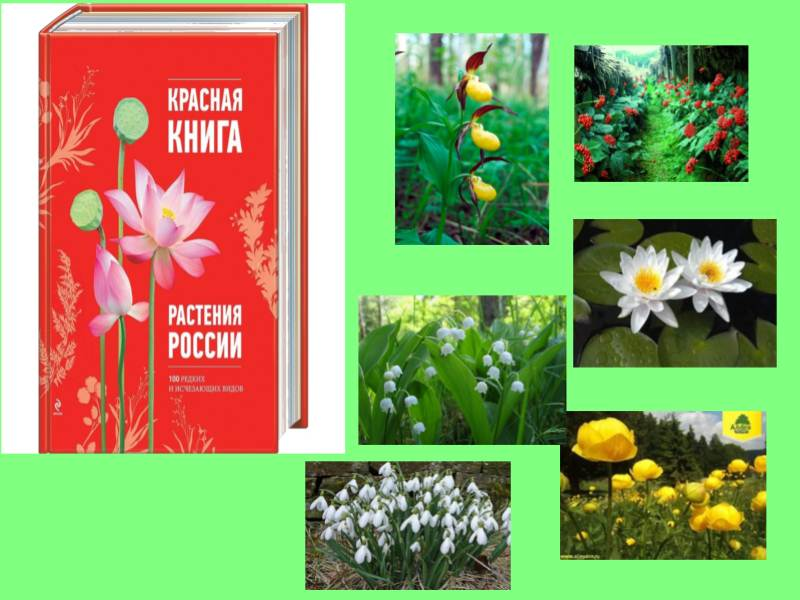 КРАСНАЯ
КНИГА
РАСТЕНИЯ
РОССИИ
100 РЕДКИХ
И ИСЧЕЗАЮЩИХ ВИДОВ